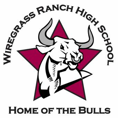 WIREGRASS RANCH HIGH SCHOOL
HOME OF THE BULLS